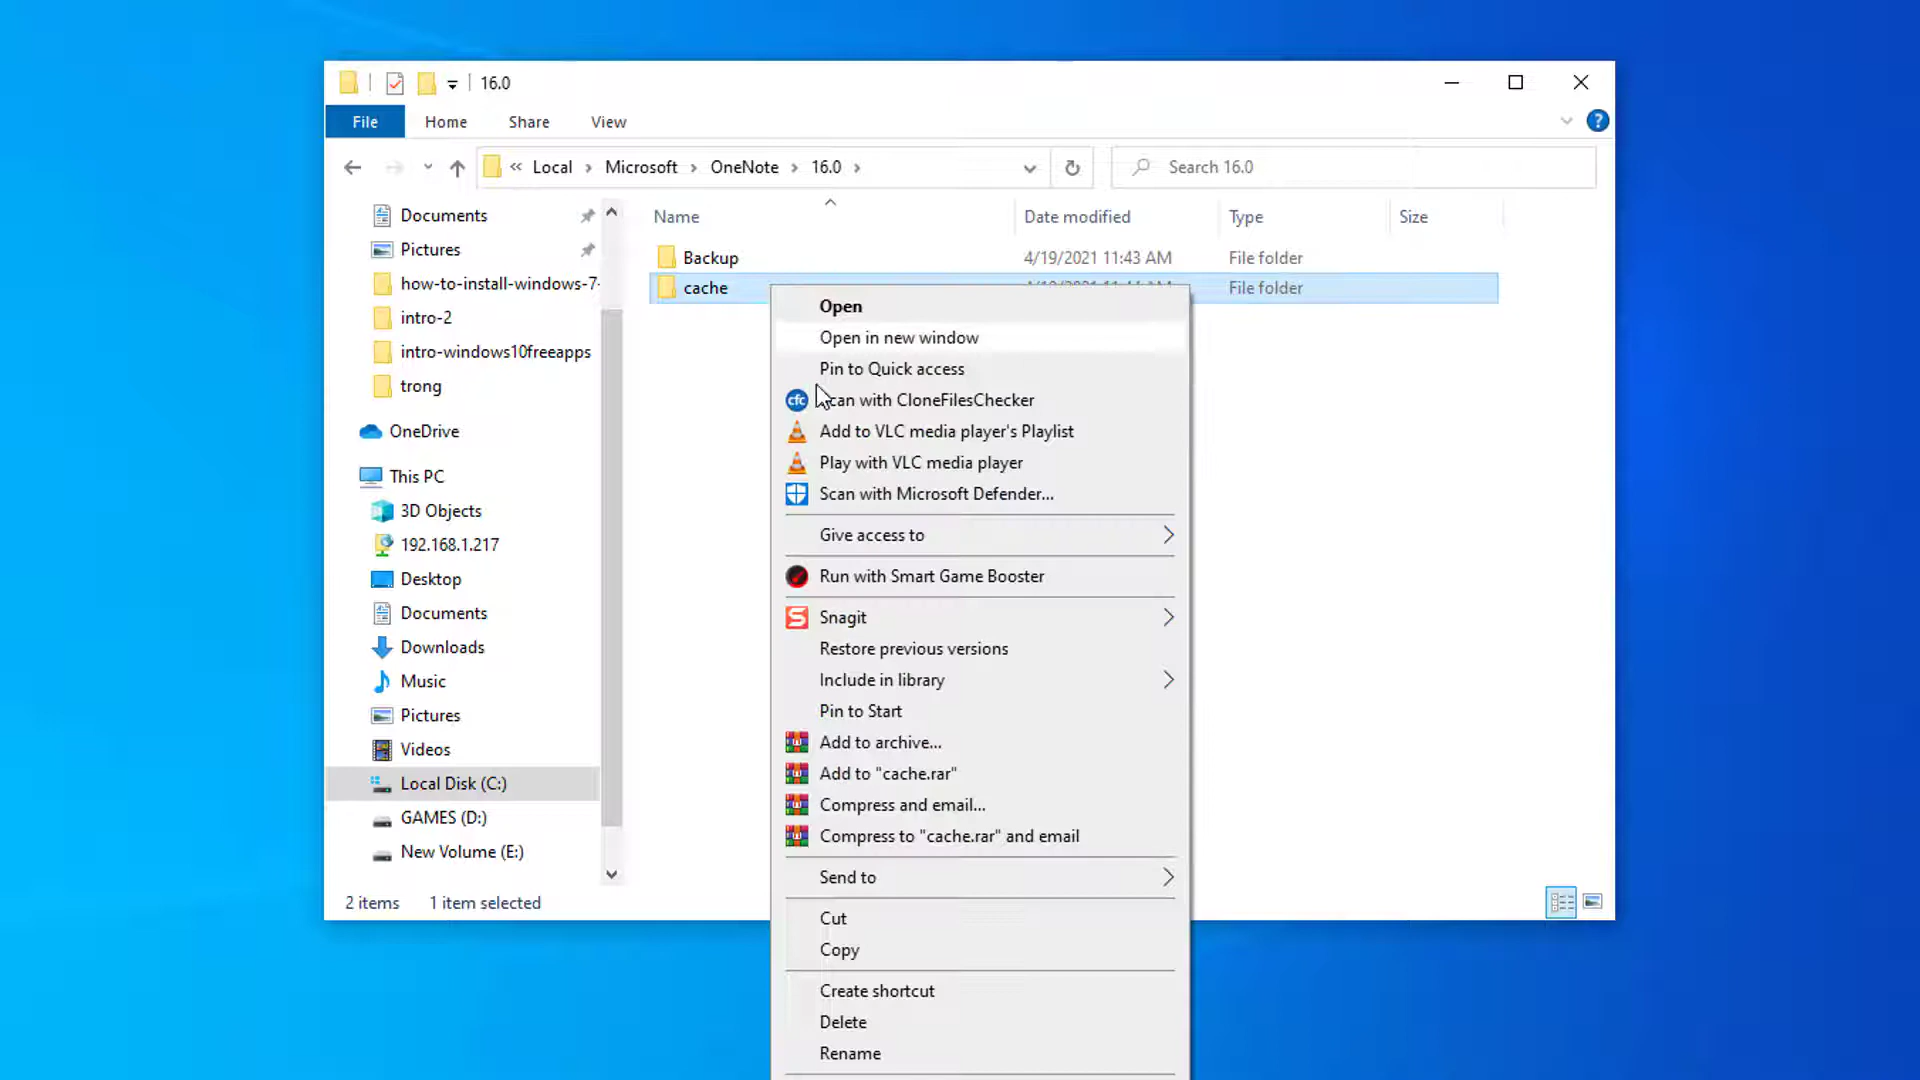 16.0
File
Home
Share
View
« Local › Microsoft › OneNote › 16.0 ›
Search 16.0
Documents
Pictures
how-to-install-windows-7-
intro-2
intro-windows10freeapps
trong
OneDrive
This PC
3D Objects
192.168.1.217
Desktop
Documents
Downloads
Music
Pictures
Videos
Local Disk (C:)
GAMES (D:)
New Volume (E:)
Name
Date modified
Type
Size
Backup
4/19/2021 11:43 AM
File folder
cache
File folder
Open
Open in new window
Pin to Quick access
cfc
with CloneFilesChecker
Add to VLC media player's Playlist
Play with VLC media player
Scan with Microsoft Defender...
Give access to
Run with Smart Game Booster
Snagit
Restore previous versions
Include in library
Pin to Start
Add to archive...
Add to "cache.rar"
Compress and email...
Compress to "cache.rar" and email
Send to
Cut
Copy
Create shortcut
Delete
Rename
2 items
1 item selected